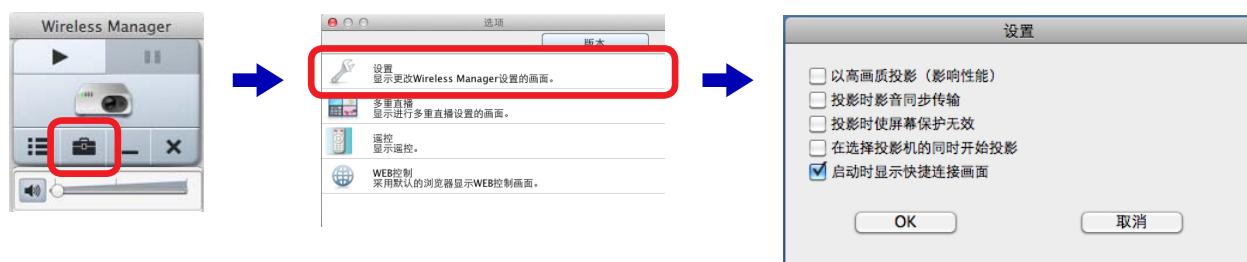 Wireless Manager
选项
版本
设置
显示更改Wireless Manager设置的画面。
多重直播
显示进行多重直播设置的画面。
遥控
显示遥控。
WEB控制
采用默认的浏览器显示WEB控制画面。
设置
以高画质投影（影响性能）
投影时影音同步传输
投影时使屏幕保护无效
在选择投影机的同时开始投影
启动时显示快捷连接画面
OK
取消